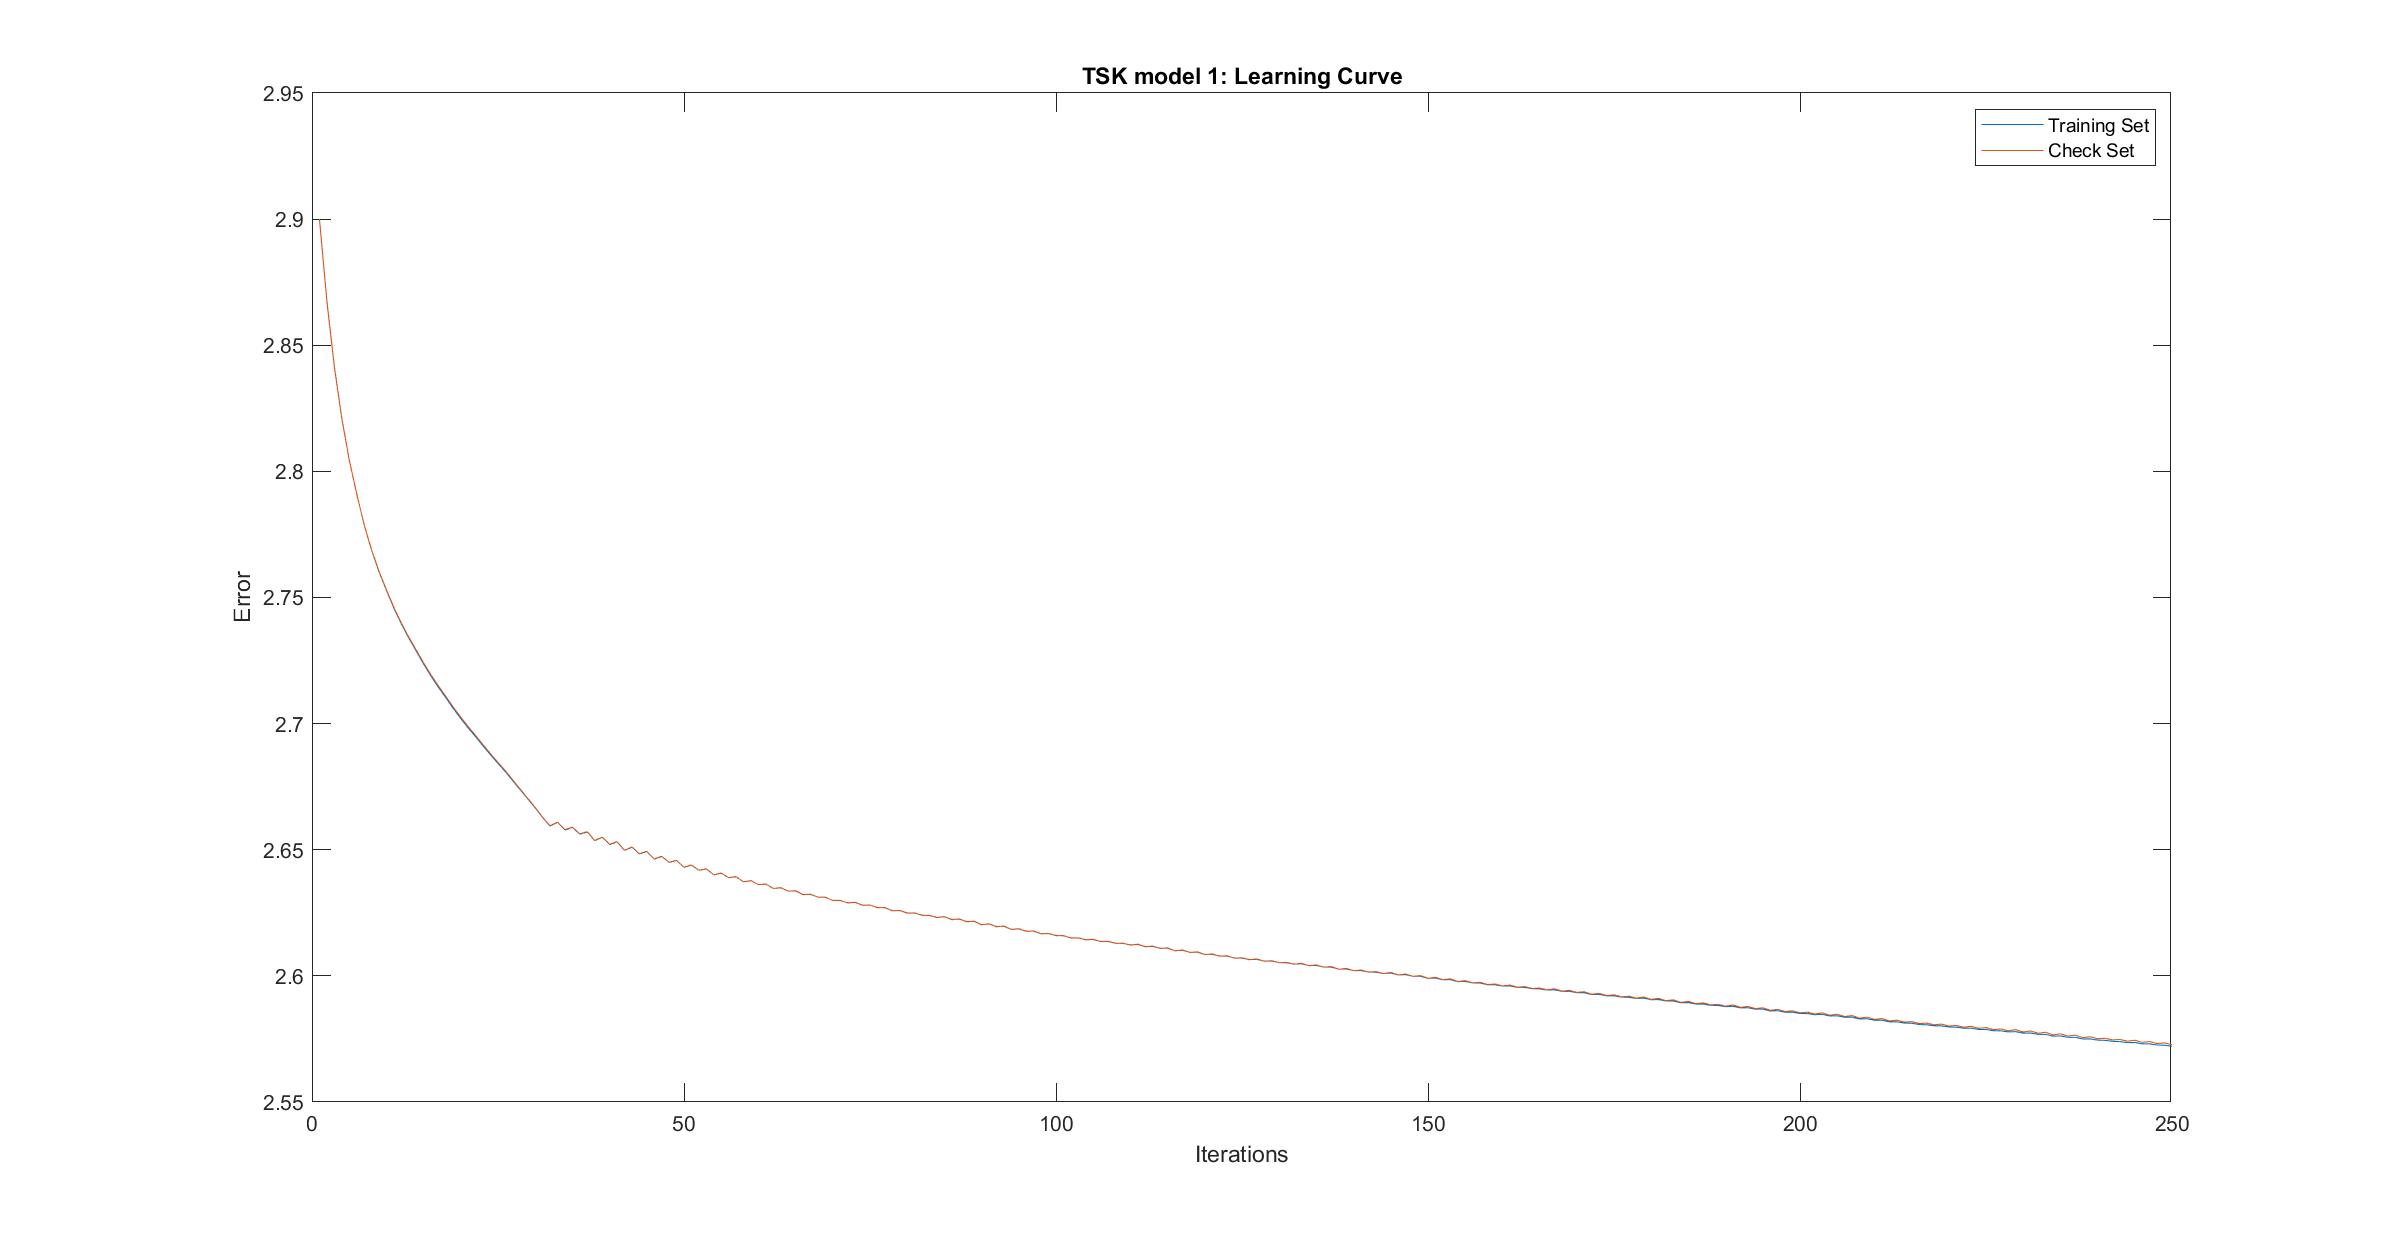 TSK model 1: Learning Curve
2.95
2.9
2.85
2.8
2.75
2.7
2.65
2.6
2.55
Error
Training Set
Check Set
0 50 100 150 200 250
Iterations